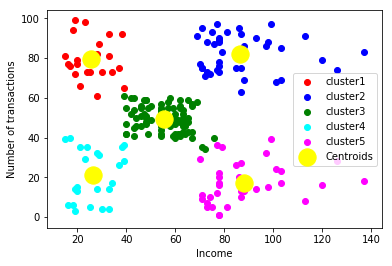 100
80
60
40
20
0
Number of transactions
20
40
60
80
100
120
140
Income
cluster1
cluster2
cluster3
cluster4
cluster5
Centroids